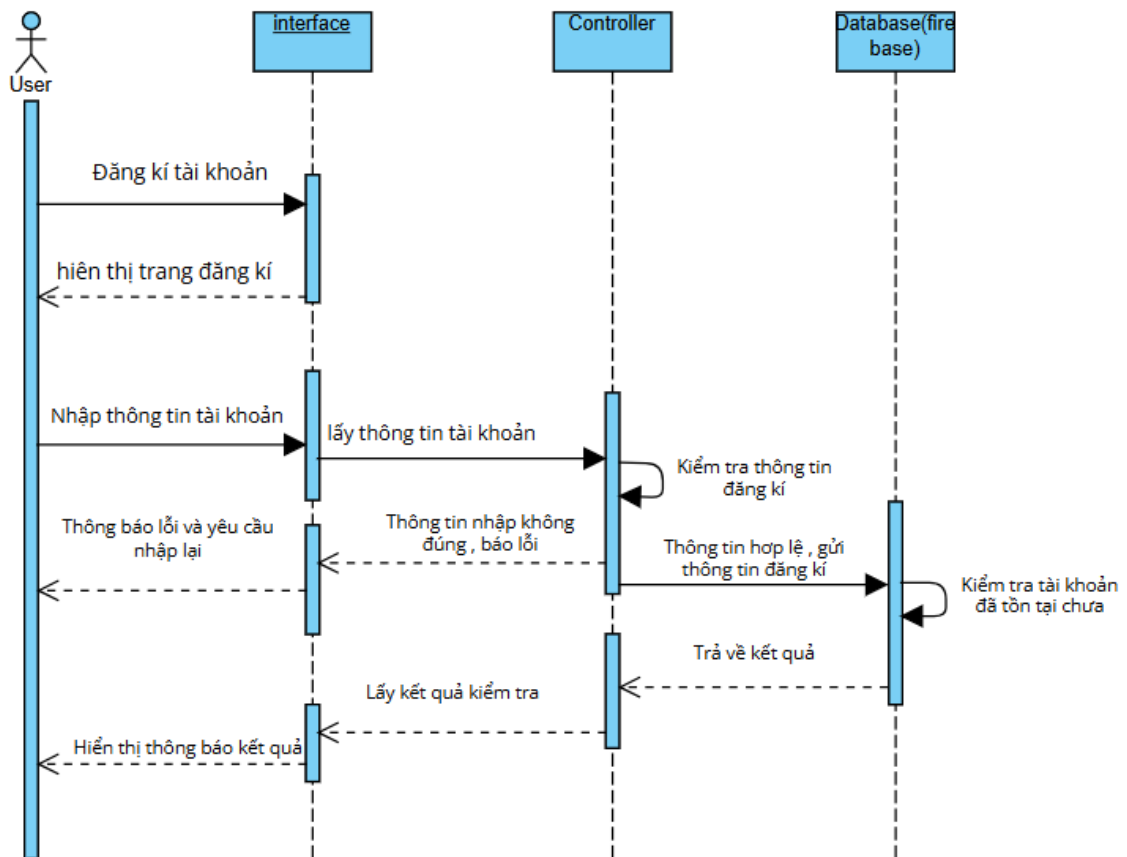 User
interface
Controller
Database(fire
base)
Đăng kí tài khoản
hiên thị trang đăng kí
Nhập thông tin tài khoản
lấy thông tin tài khoản
Kiểm tra thông tin
đăng kí
Thông báo lỗi và yêu cầu
nhập lại
Thông tin nhập không
đúng , báo lỗi
Thông tin hơp lệ , gửi
thông tin đăng kí
Kiểm tra tài khoản
đã tồn tại chưa
Trả về kết quả
Lấy kết quả kiểm tra
Hiển thị thông báo kết quả